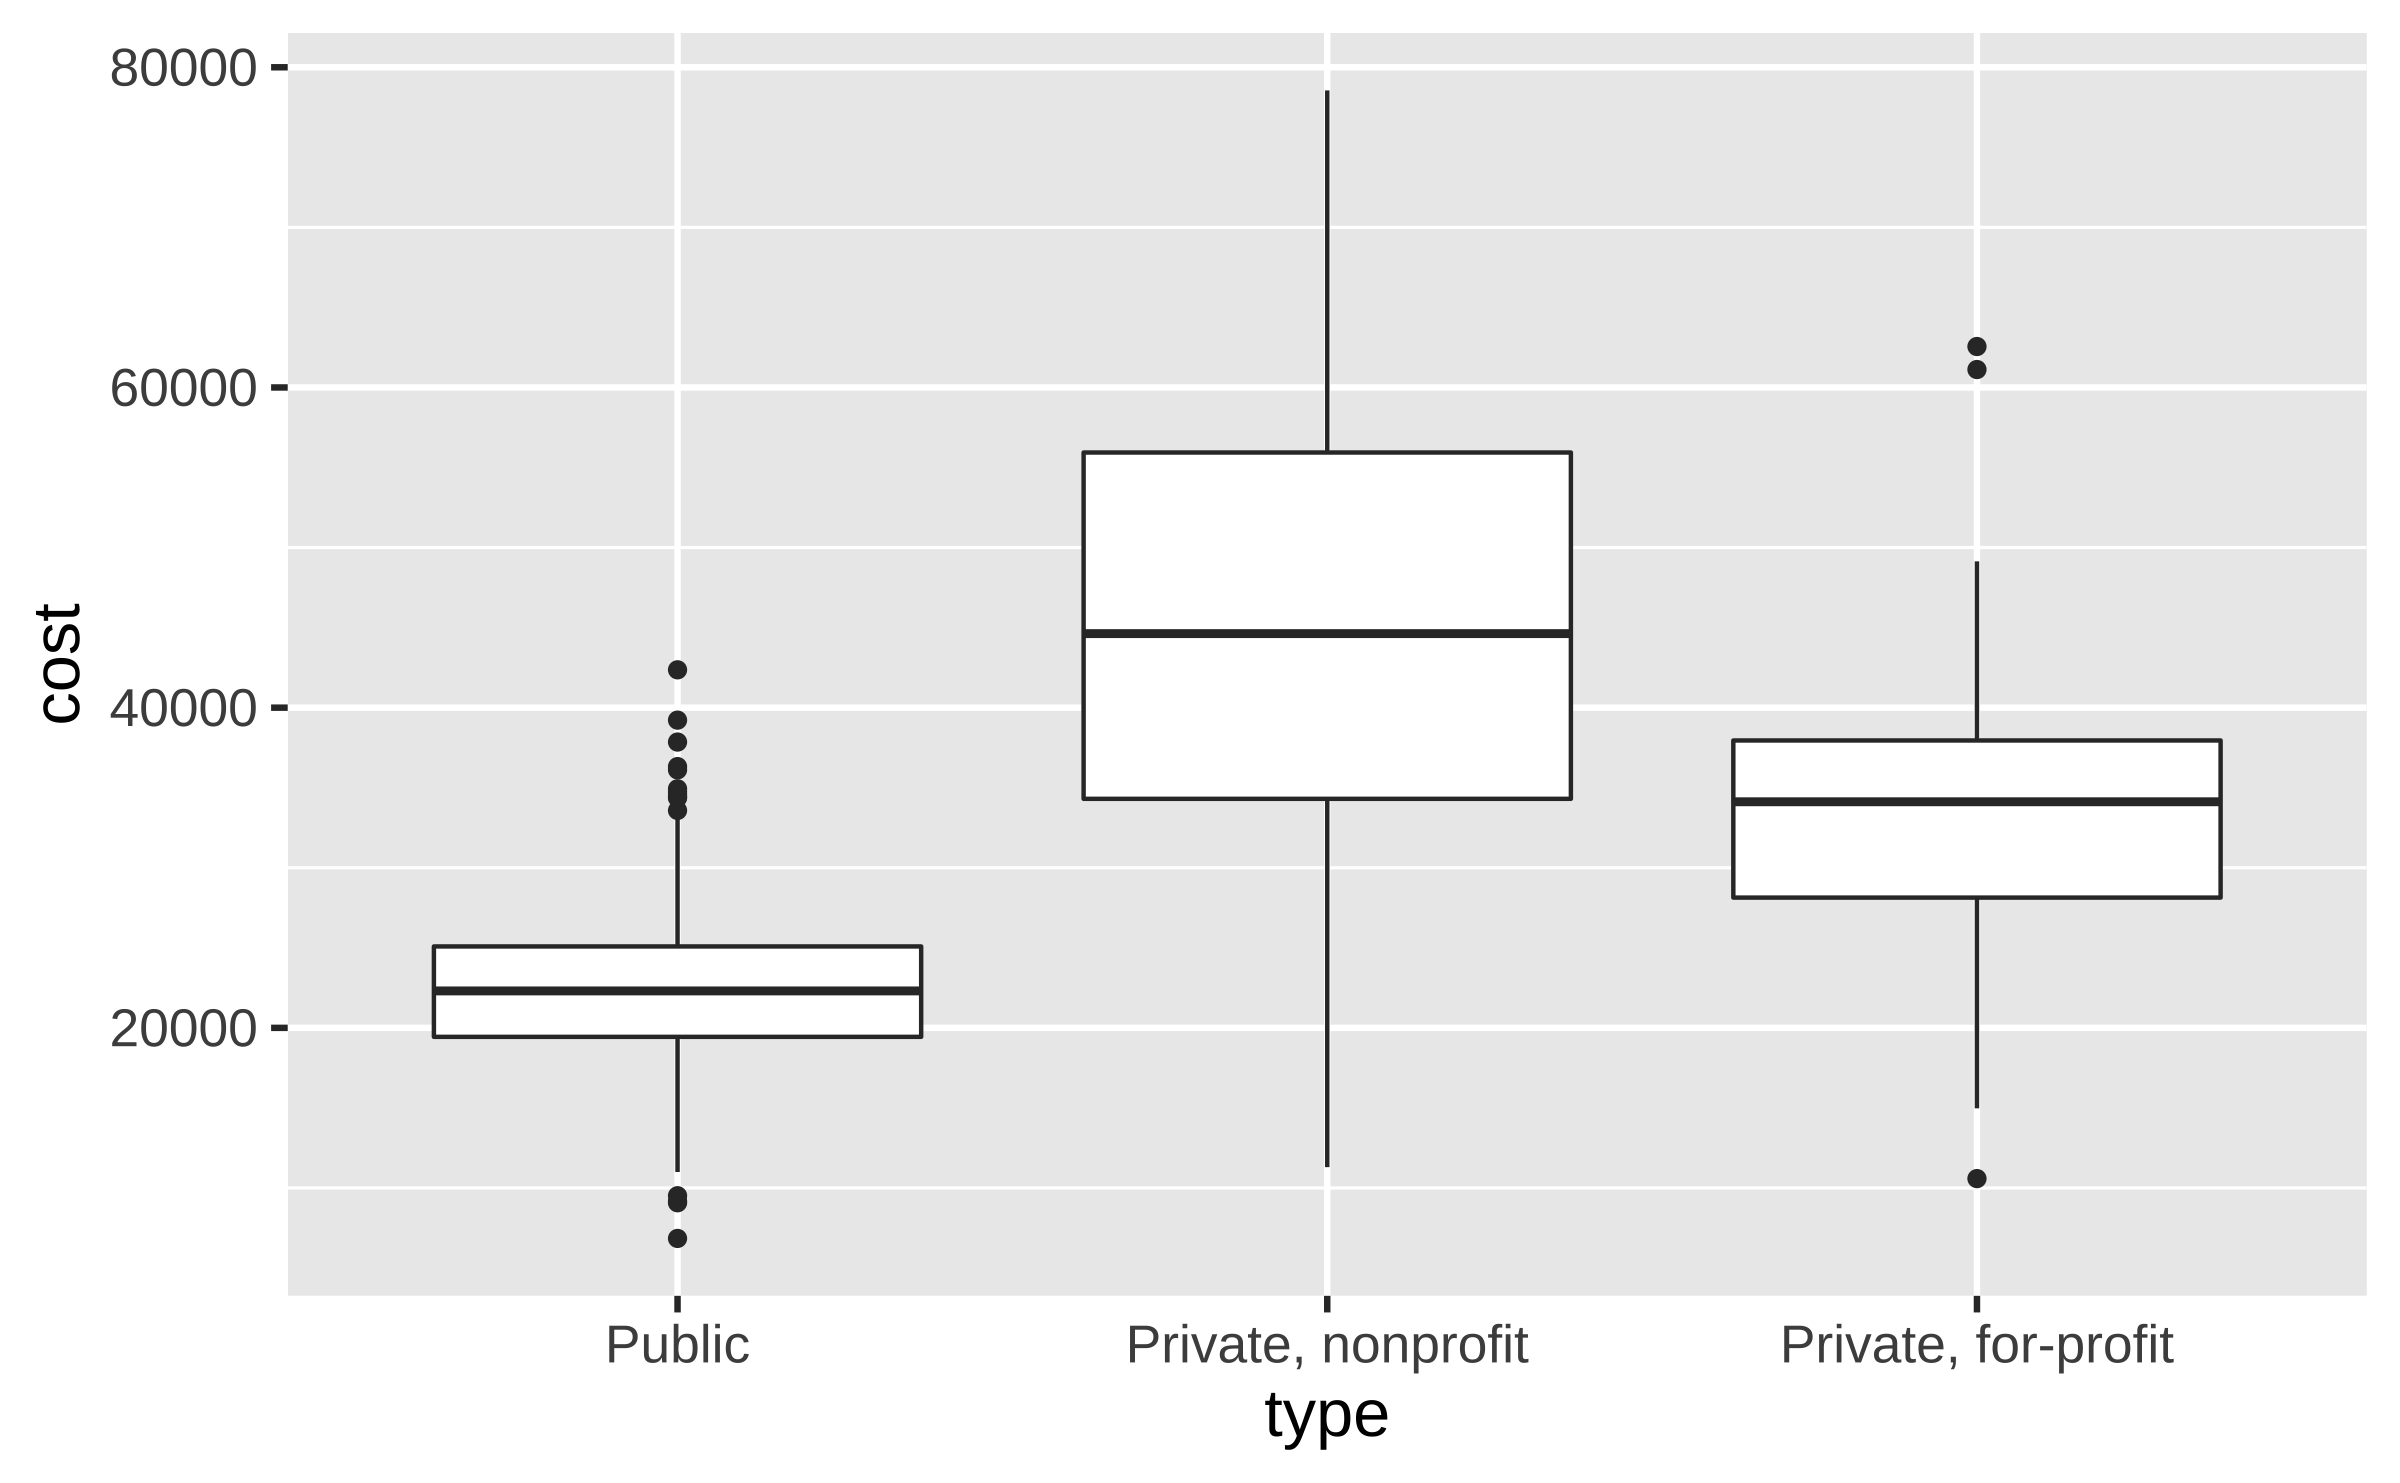 80000
60000
40000
20000
cost
Public
Private, nonprofit
Private, for-profit
type